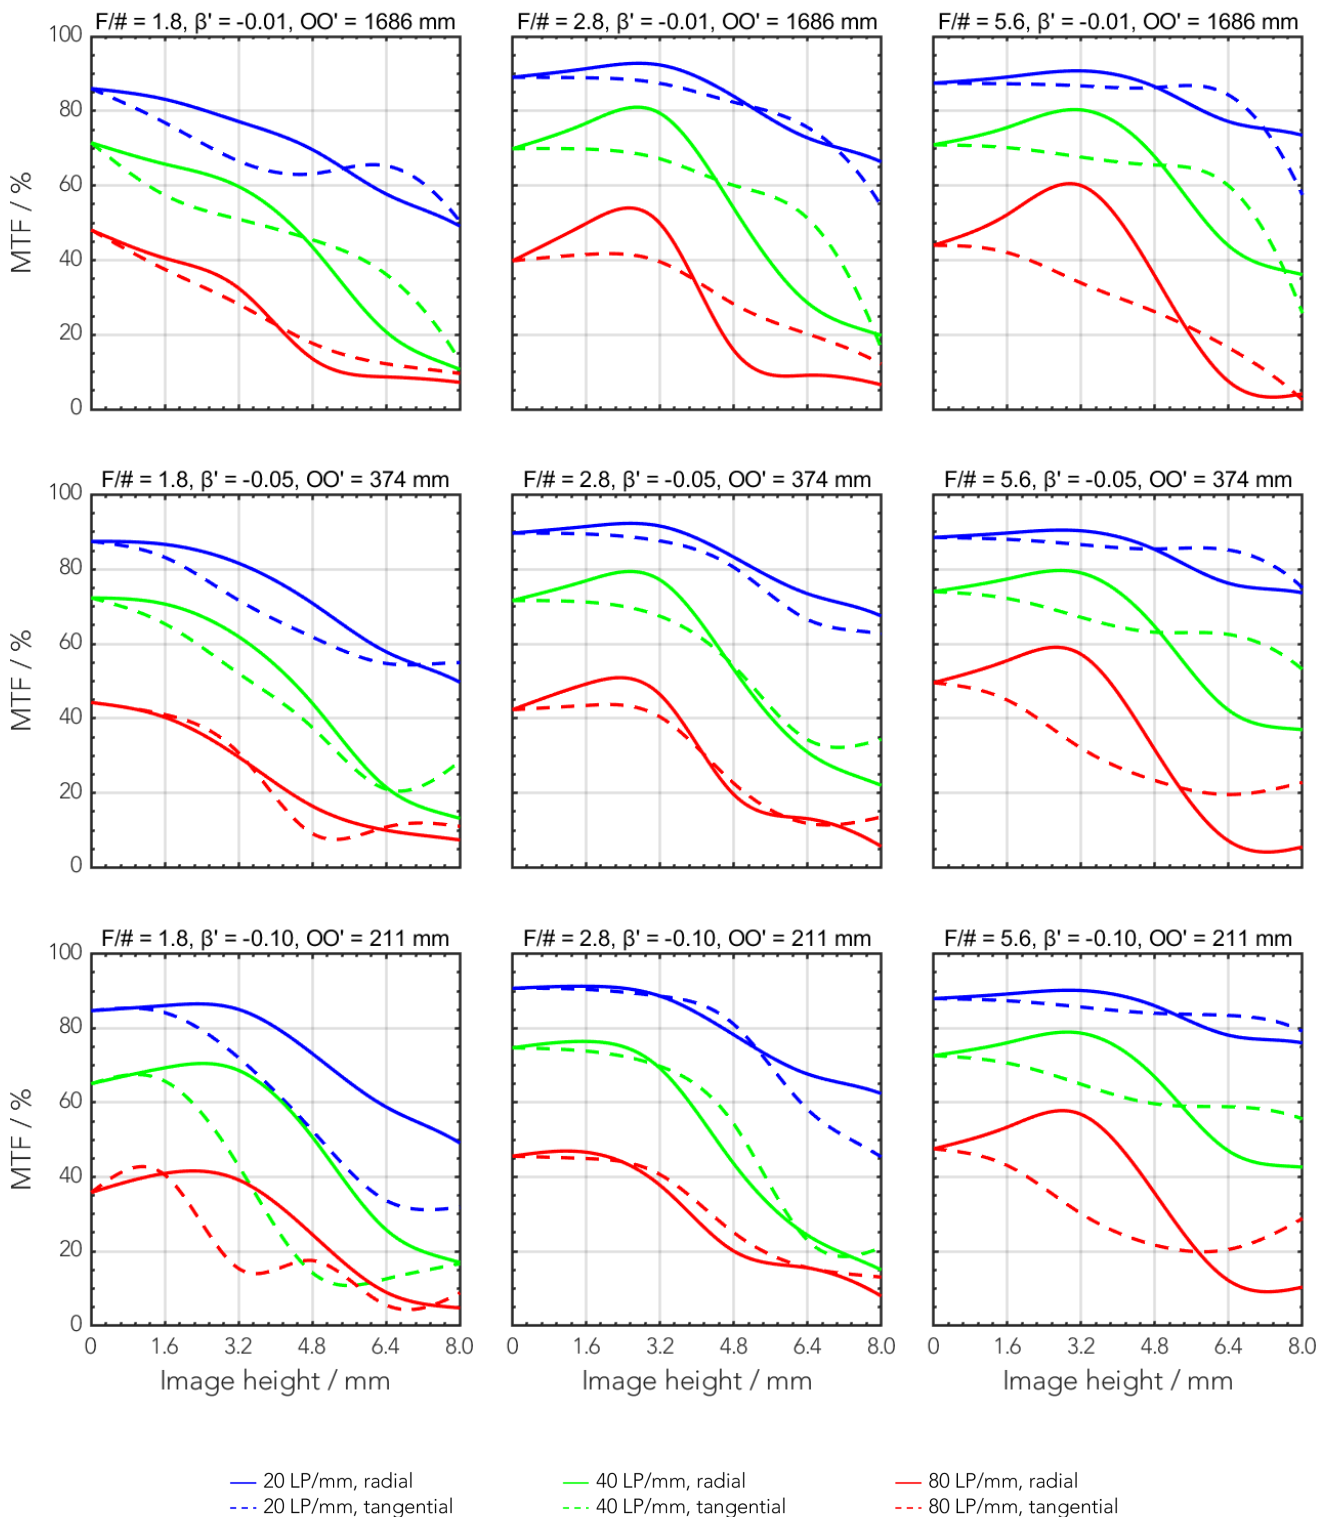 F/# = 1.8, β' = -0.01, OO' = 1686 mm
F/# = 2.8, β' = -0.01, OO' = 1686 mm
F/# = 5.6, β' = -0.01, OO' = 1686 mm
100
80
60
40
20
0
MTF / %
F/# = 1.8, β' = -0.05, OO' = 374 mm
F/# = 2.8, β' = -0.05, OO' = 374 mm
F/# = 5.6, β' = -0.05, OO' = 374 mm
100
80
60
40
20
0
MTF / %
F/# = 1.8, β' = -0.10, OO' = 211 mm
F/# = 2.8, β' = -0.10, OO' = 211 mm
F/# = 5.6, β' = -0.10, OO' = 211 mm
100
80
60
40
20
0
MTF / %
0 1.6 3.2 4.8 6.4 8.0
0 1.6 3.2 4.8 6.4 8.0
0 1.6 3.2 4.8 6.4 8.0
Image height / mm
Image height / mm
Image height / mm
20 LP/mm, radial
40 LP/mm, radial
80 LP/mm, radial
20 LP/mm, tangential
40 LP/mm, tangential
80 LP/mm, tangential